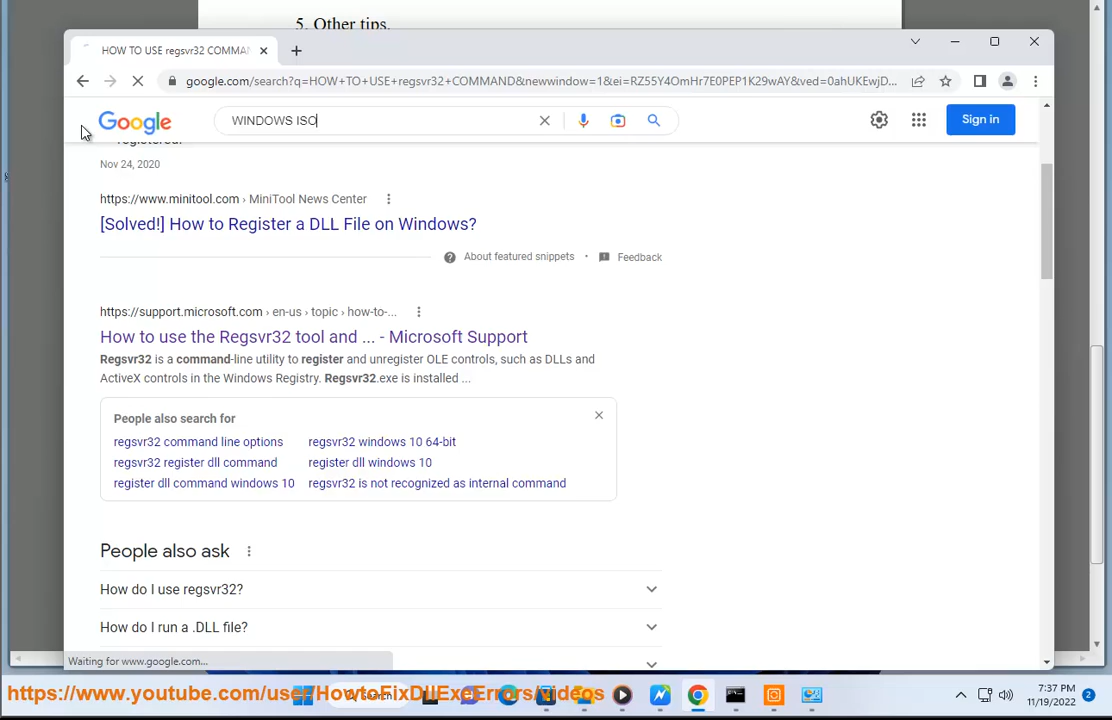 5. Other tips.
HOW TO USE regsvr32 COMMAN
google.com/search?q=HOW+TO+USE+regsvr32+COMMAND&newwindow=1&ei=RZ55Y4OmHr7E0PEP1K29wAY&ved=0ahUKEwjD...
Google
WINDOWS ISO
Sign in
registered.
Nov 24, 2020
https://www.minitool.com › MiniTool News Center
[Solved!] How to Register a DLL File on Windows?
About featured snippets • Feedback
https://support.microsoft.com › en-us › topic › how-to-...
How to use the Regsvr32 tool and ... - Microsoft Support
Regsvr32 is a command-line utility to register and unregister OLE controls, such as DLLs and
ActiveX controls in the Windows Registry. Regsvr32.exe is installed ...
People also search for
regsvr32 command line options
regsvr32 windows 10 64-bit
regsvr32 register dll command
register dll windows 10
register dll command windows 10
regsvr32 is not recognized as internal command
People also ask
How do I use regsvr32?
How do I run a .DLL file?
Waiting for www.google.com...
https://www.youtube.com/user/HowtoFixDllExeErrors/videos
Search
7:37 PM
11/19/2022
2